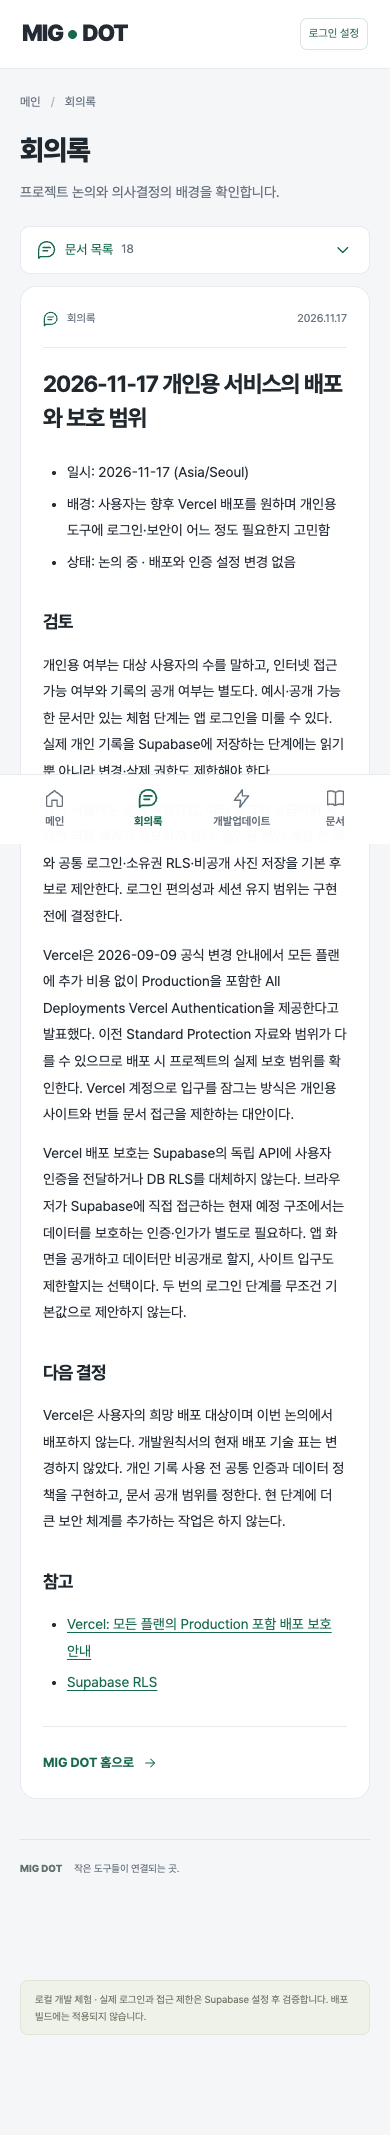 MIG DOT
로그인 설정
메인 / 회의록
회의록
프로젝트 논의와 의사결정의 배경을 확인합니다.
문서 목록 18
회의록
2026.11.17
2026-11-17 개인용 서비스의 배포
와 보호 범위
• 일시: 2026-11-17 (Asia/Seoul)
• 배경: 사용자는 향후 Vercel 배포를 원하며 개인용
도구에 로그인·보안이 어느 정도 필요한지 고민함
• 상태: 논의 중 · 배포와 인증 설정 변경 없음
검토
개인용 여부는 대상 사용자의 수를 말하고, 인터넷 접근
가능 여부와 기록의 공개 여부는 별도다. 예시·공개 가능
한 문서만 있는 체험 단계는 앱 로그인을 미룰 수 있다.
실제 개인 기록을 Supabase에 저장하는 단계에는 읽기
뿐 아니라 변경·삭제 권한도 제한해야 한다
메인
회의록
개발업데이트
문서
와 공통 로그인·소유권 RLS·비공개 사진 저장을 기본 후
보로 제안한다. 로그인 편의성과 세션 유지 범위는 구현
전에 결정한다.
Vercel은 2026-09-09 공식 변경 안내에서 모든 플랜
에 추가 비용 없이 Production을 포함한 All
Deployments Vercel Authentication을 제공한다고
발표했다. 이전 Standard Protection 자료와 범위가 다
를 수 있으므로 배포 시 프로젝트의 실제 보호 범위를 확
인한다. Vercel 계정으로 입구를 잠그는 방식은 개인용
사이트와 번들 문서 접근을 제한하는 대안이다.
Vercel 배포 보호는 Supabase의 독립 API에 사용자
인증을 전달하거나 DB RLS를 대체하지 않는다. 브라우
저가 Supabase에 직접 접근하는 현재 예정 구조에서는
데이터를 보호하는 인증·인가가 별도로 필요하다. 앱 화
면을 공개하고 데이터만 비공개로 할지, 사이트 입구도
제한할지는 선택이다. 두 번의 로그인 단계를 무조건 기
본값으로 제안하지 않는다.
다음 결정
Vercel은 사용자의 희망 배포 대상이며 이번 논의에서
배포하지 않는다. 개발원칙서의 현재 배포 기술 표는 변
경하지 않았다. 개인 기록 사용 전 공통 인증과 데이터 정
책을 구현하고, 문서 공개 범위를 정한다. 현 단계에 더
큰 보안 체계를 추가하는 작업은 하지 않는다.
참고
• Vercel: 모든 플랜의 Production 포함 배포 보호
안내
• Supabase RLS
MIG DOT 홈으로 →
MIG DOT 작은 도구들이 연결되는 곳.
로컬 개발 체험 · 실제 로그인과 접근 제한은 Supabase 설정 후 검증합니다. 배포
빌드에는 적용되지 않습니다.